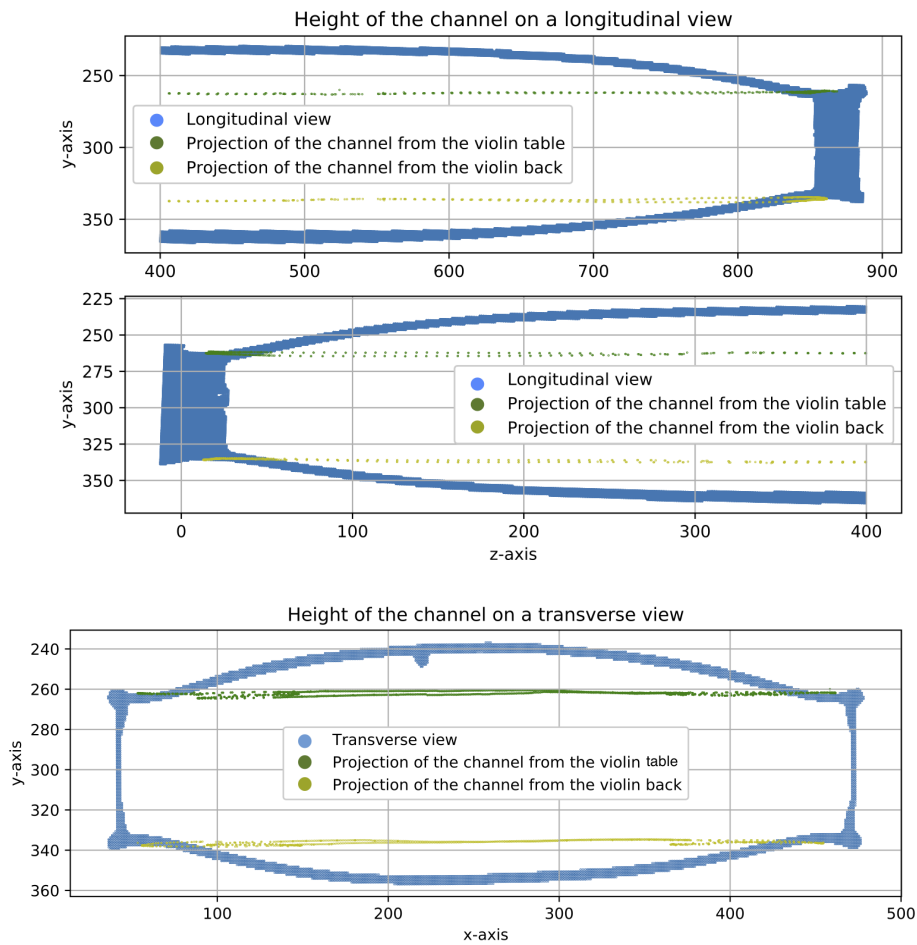 Height of the channel on a longitudinal view
250
300
350
y-axis
Longitudinal view
Projection of the channel from the violin table
Projection of the channel from the violin back
400 500 600 700 800 900
225
250
275
300
325
350
y-axis
Longitudinal view
Projection of the channel from the violin table
Projection of the channel from the violin back
0 100 200 300 400
z-axis
Height of the channel on a transverse view
240
260
280
300
320
340
360
y-axis
Transverse view
Projection of the channel from the violin table
Projection of the channel from the violin back
100 200 300 400 500
x-axis